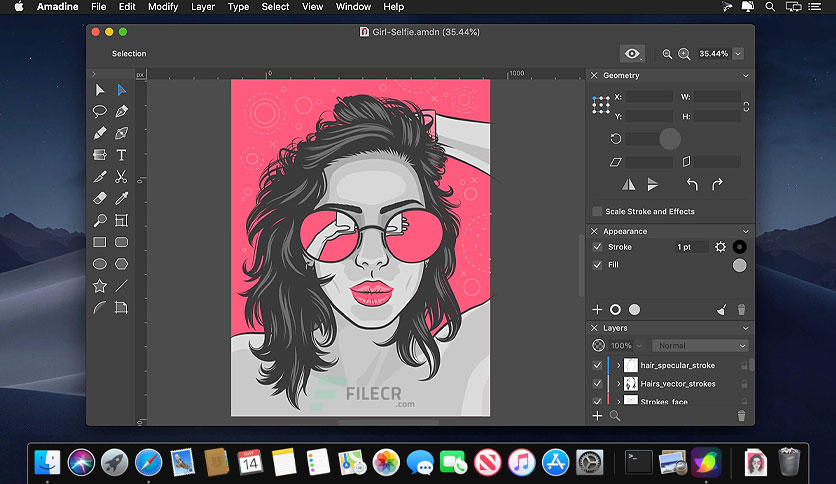 Amadine File Edit Modify Layer Type Select View Window Help
Girl-Selfie.amdn (35.44%)
Selection
35.44%
px
0
1000
Geometry
X:
W:
Y:
H:
Scale Stroke and Effects
Appearance
Stroke
1 pt
Fill
Layers
100%
Normal
hair_specular_stroke
Hairs_vector_strokes
Strokes_face
FILECR
.com
14